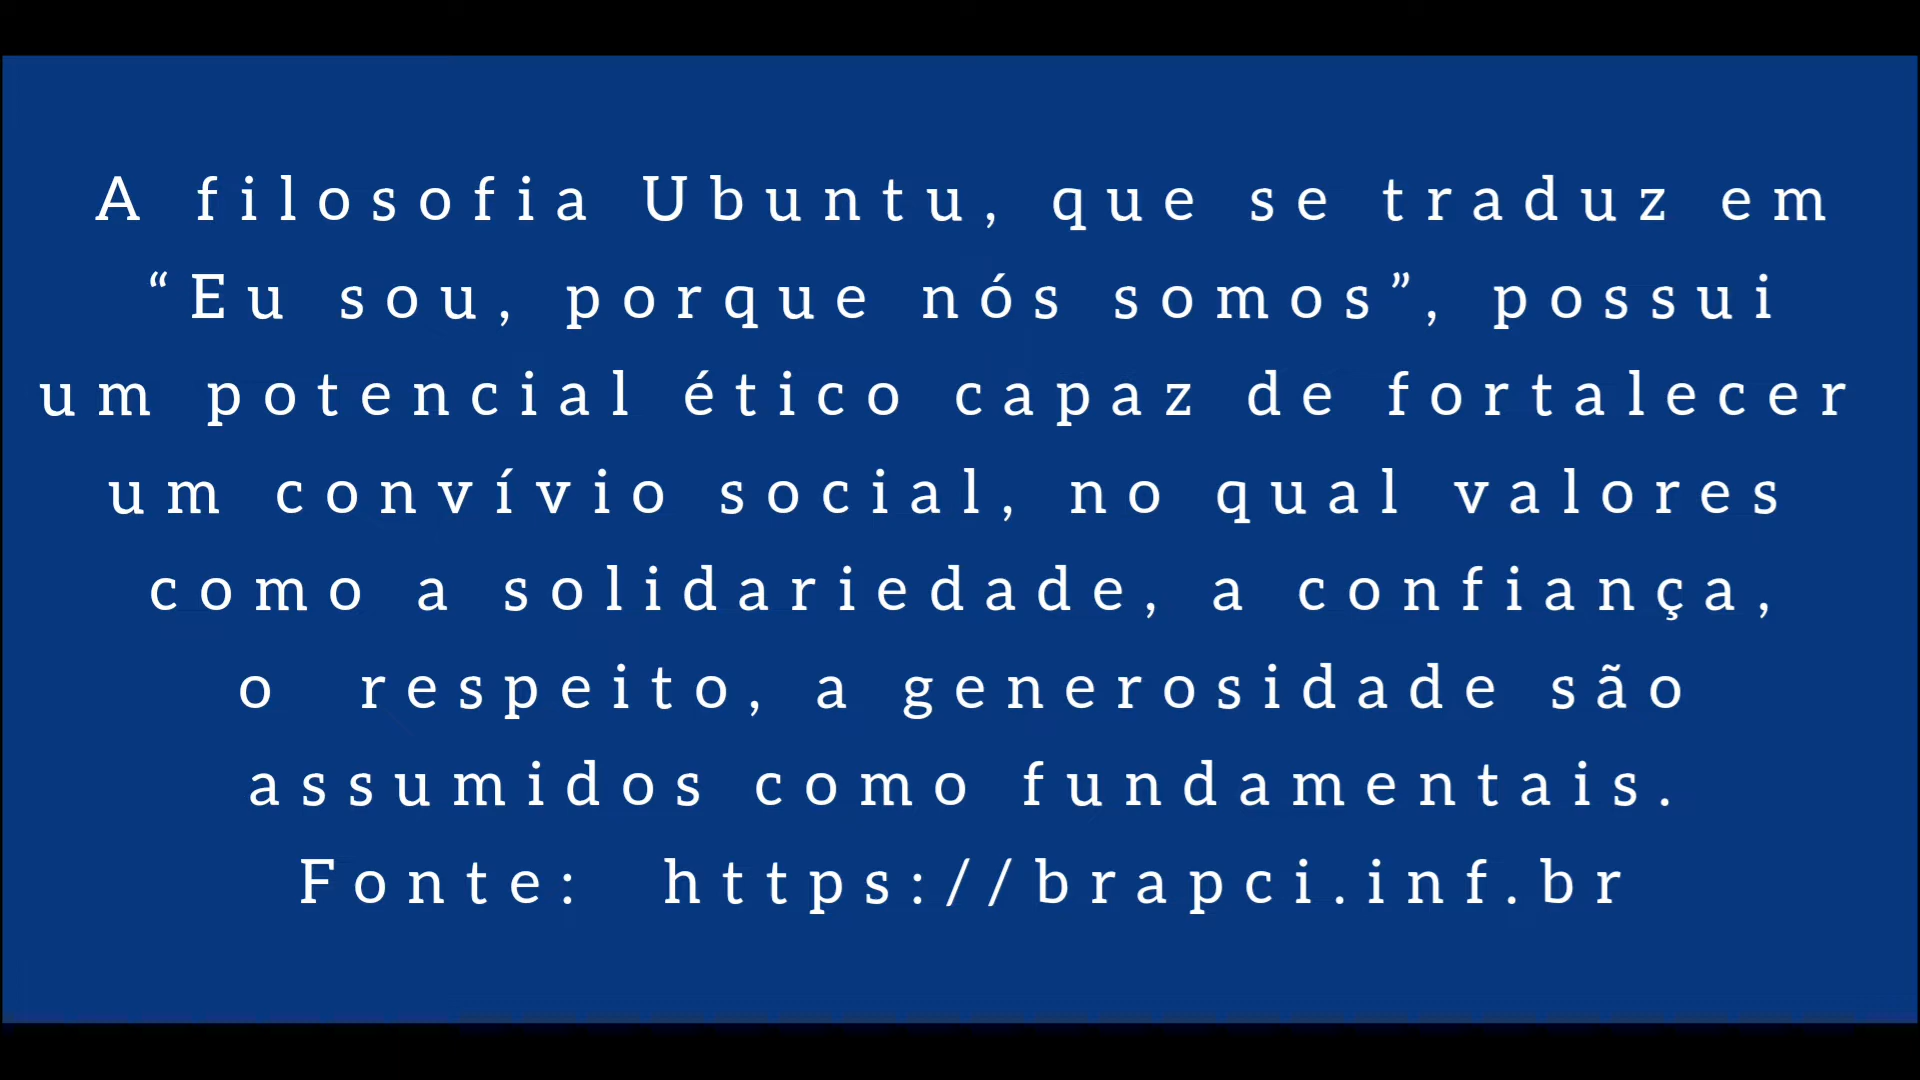 A filosofia Ubuntu, que se traduz em
“Eu sou, porque nós somos”, possui
um potencial ético capaz de fortalecer
um convívio social, no qual valores
como a solidariedade, a confiança,
o respeito, a generosidade são
assumidos como fundamentais.
Fonte: https://brapci.inf.br